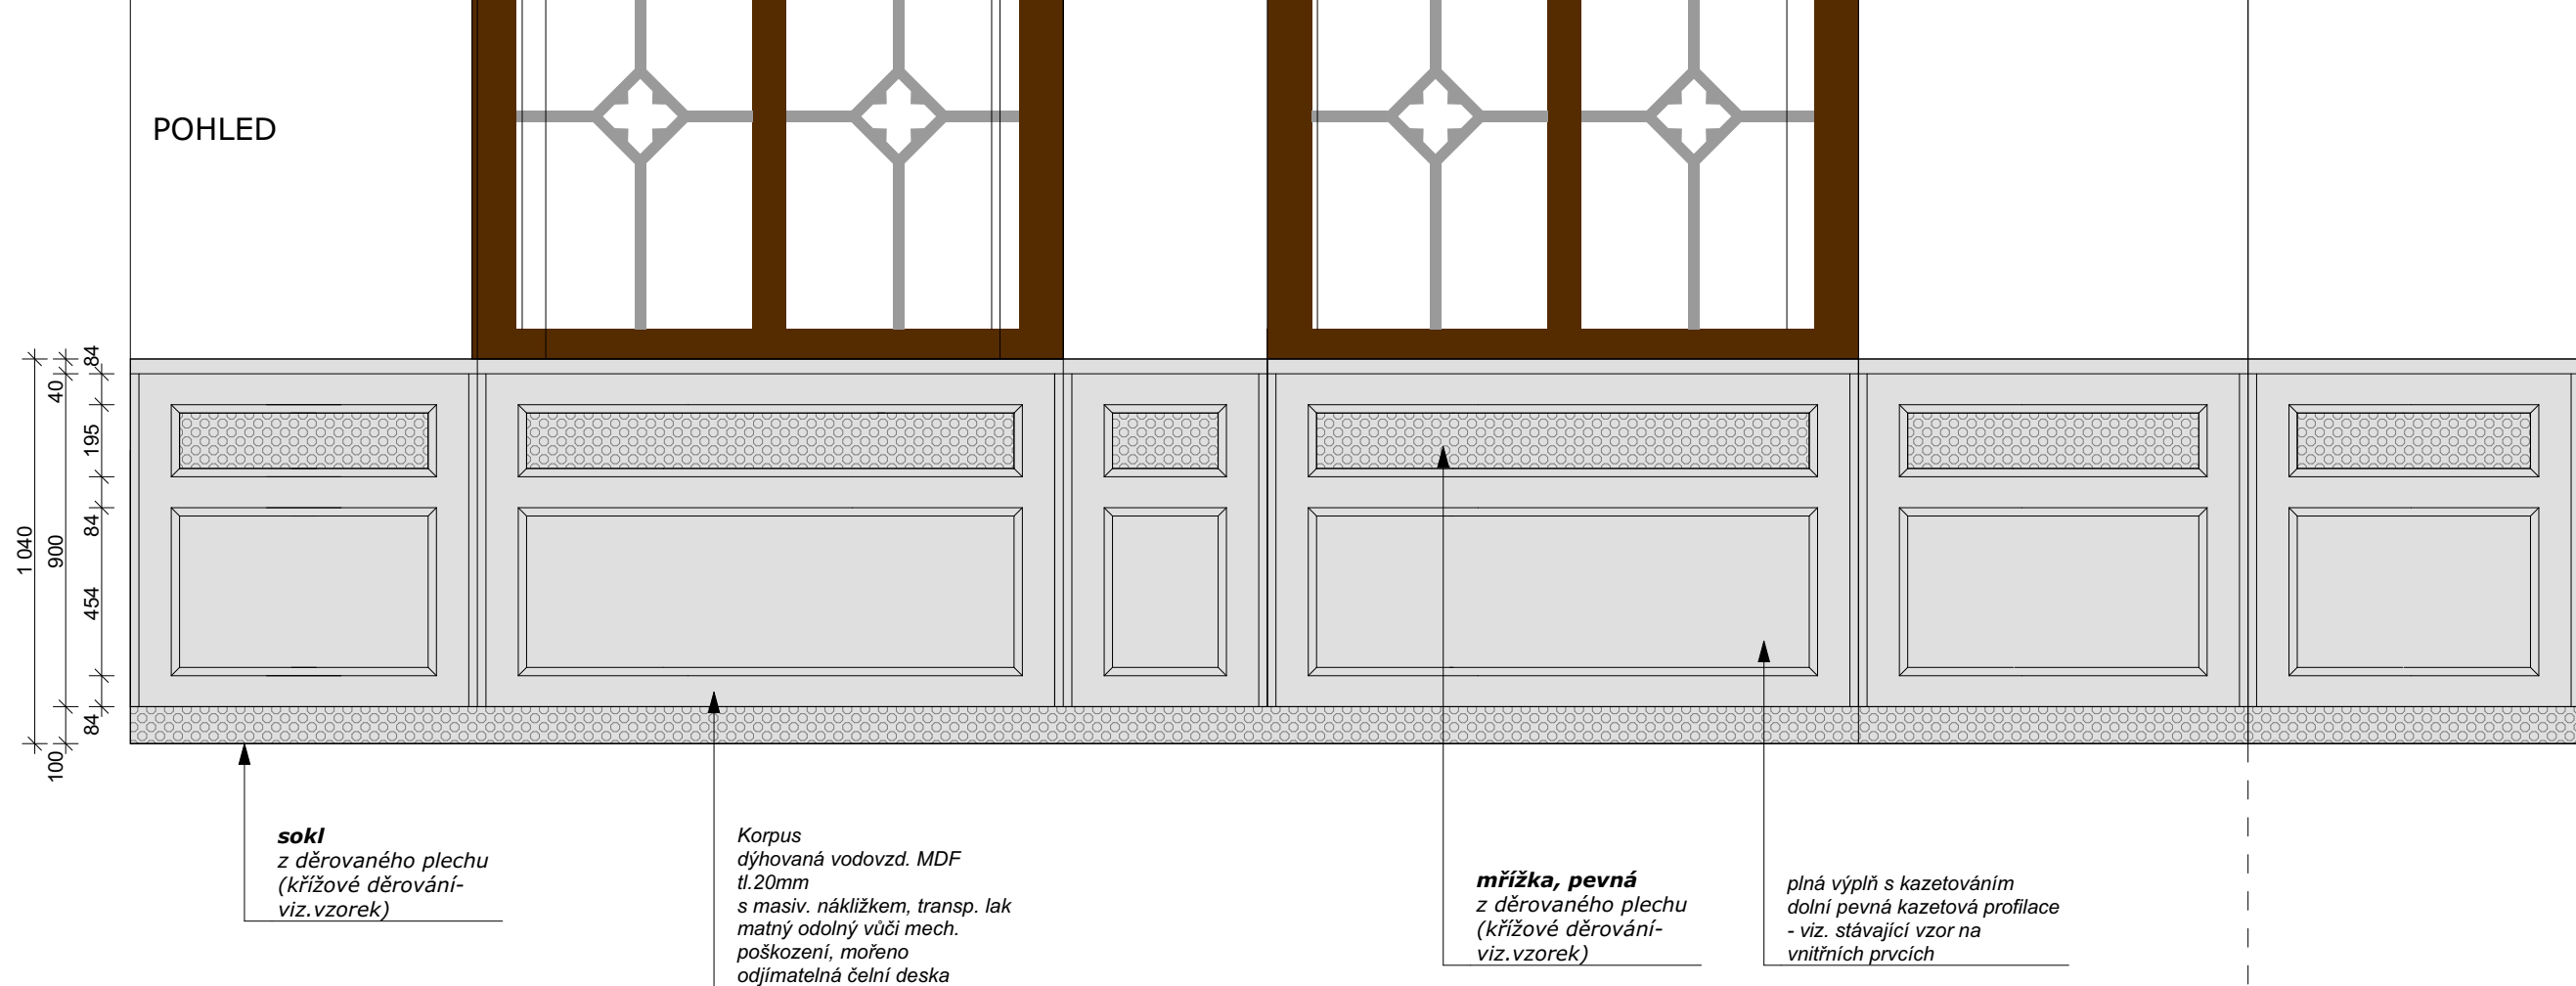 POHLED
84
40
195
84
1 040
900
454
84
100
sokl
z děrovaného plechu
(křížové děrování-
viz.vzorek)
Korpus
dýhovaná vodovzd. MDF
tl.20mm
s masiv. nákližkem, transp. lak
matný odolný vůči mech.
poškození, mořeno
odjímatelná čelní deska
mřížka, pevná
z děrovaného plechu
(křížové děrování-
viz.vzorek)
plná výplň s kazetováním
dolní pevná kazetová profilace
- viz. stávající vzor na
vnitřních prvcích